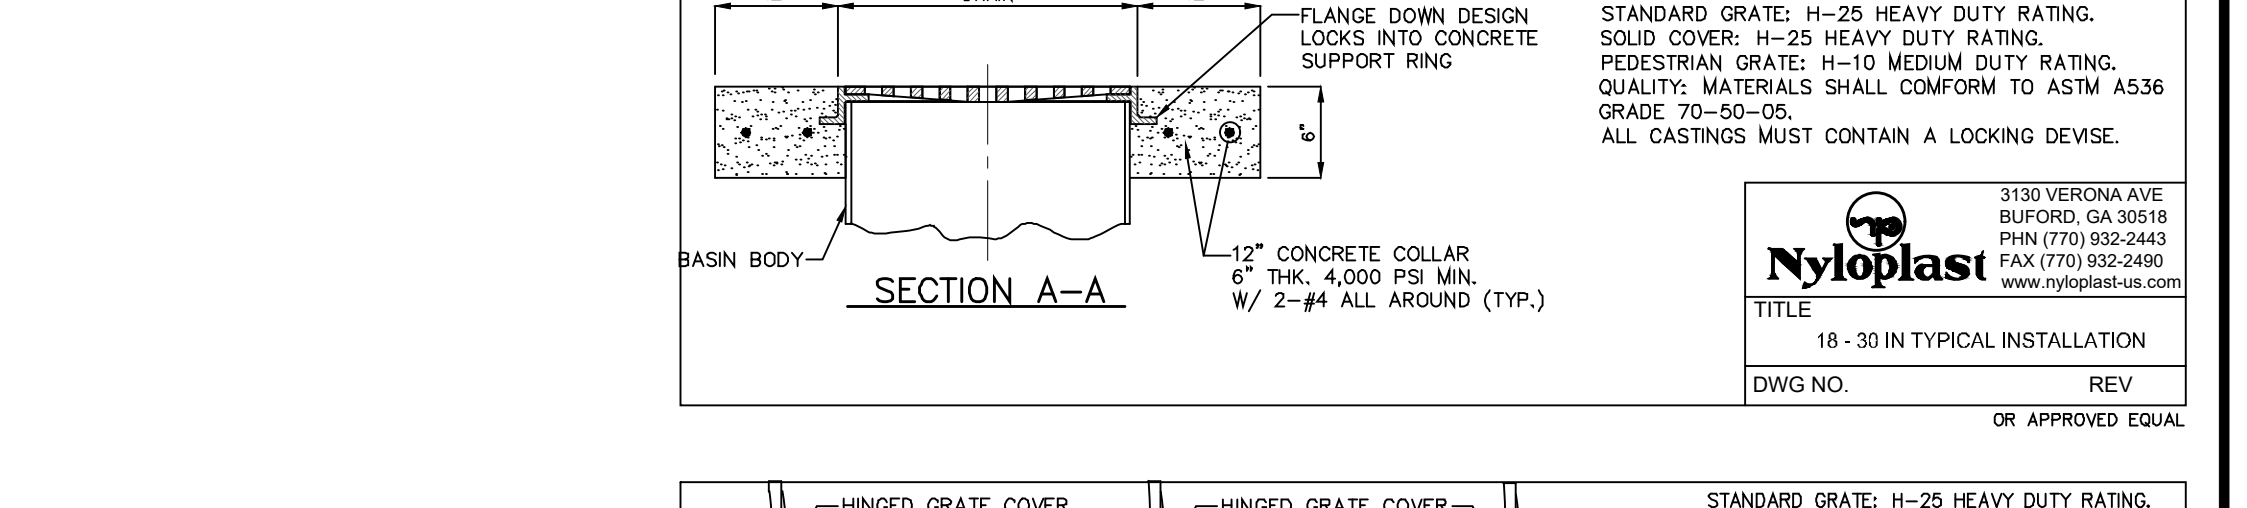 FLANGE DOWN DESIGN
LOCKS INTO CONCRETE
SUPPORT RING
STANDARD GRATE: H-25 HEAVY DUTY RATING.
SOLID COVER: H-25 HEAVY DUTY RATING.
PEDESTRIAN GRATE: H-10 MEDIUM DUTY RATING.
QUALITY: MATERIALS SHALL COMFORM TO ASTM A536
GRADE 70-50-05.
ALL CASTINGS MUST CONTAIN A LOCKING DEVISE.
6"
BASIN BODY
12" CONCRETE COLLAR
6" THK. 4,000 PSI MIN.
W/ 2-#4 ALL AROUND (TYP.)
SECTION A-A
Nyloplast
3130 VERONA AVE
BUFORD, GA 30518
PHN (770) 932-2443
FAX (770) 932-2490
www.nyloplast-us.com
TITLE
18 - 30 IN TYPICAL INSTALLATION
DWG NO. REV
OR APPROVED EQUAL
HINGED GRATE COVER
HINGED GRATE COVER
STANDARD GRATE: H-25 HEAVY DUTY RATING.